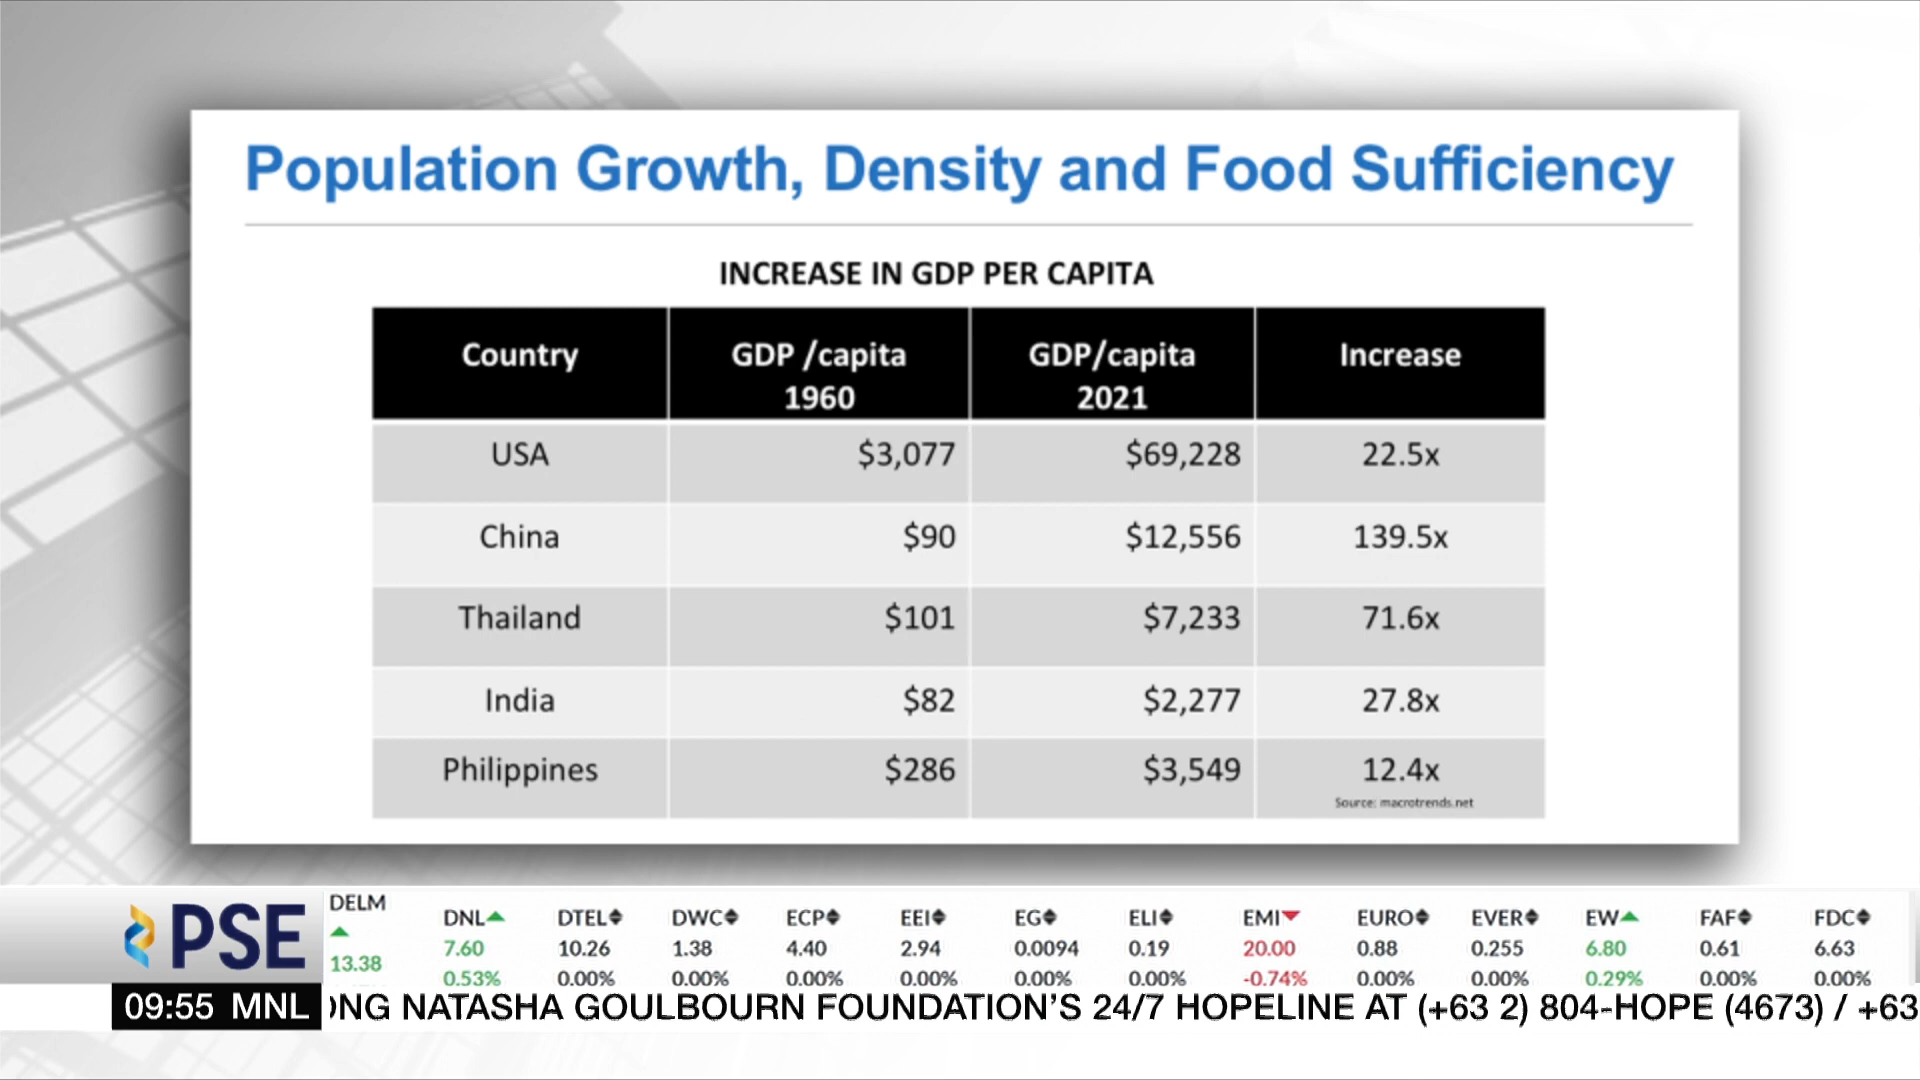 Population Growth, Density and Food Sufficiency
INCREASE IN GDP PER CAPITA
Country GDP /capita 1960 GDP/capita 2021 Increase
USA $3,077 $69,228 22.5x
China $90 $12,556 139.5x
Thailand $101 $7,233 71.6x
India $82 $2,277 27.8x
Philippines $286 $3,549 12.4x
Source: macrotrends.net
PSE
DELM DNL DTEL DWC ECP EEI EG ELI EMI EURO EVER EW FAF FDC
13.38 7.60 10.26 1.38 4.40 2.94 0.0094 0.19 20.00 0.88 0.255 6.80 0.61 6.63
0.53% 0.00% 0.00% 0.00% 0.00% 0.00% 0.00% -0.74% 0.00% 0.00% 0.29% 0.00% 0.00%
09:55 MNL NATASHA GOULBOURN FOUNDATION'S 24/7 HOPELINE AT (+63 2) 804-HOPE (4673) / +63